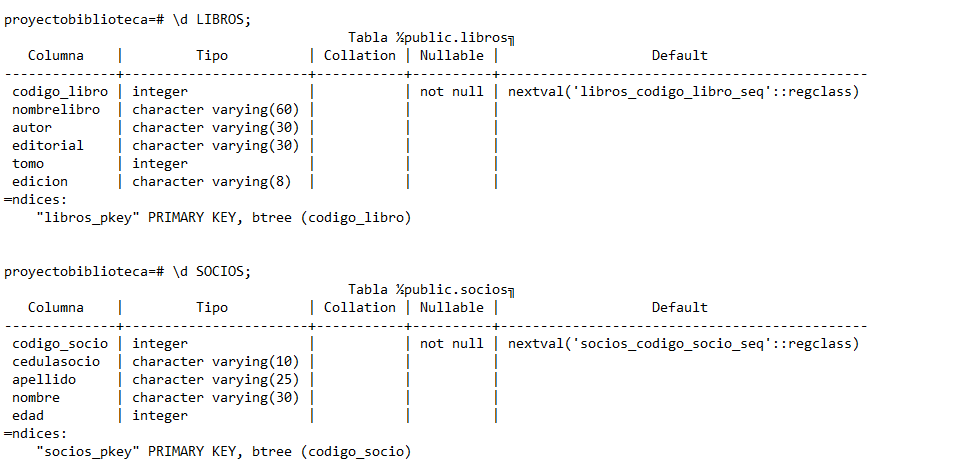 proyectobiblioteca=# \d LIBROS;
Tabla ½public.libros╗
Columna | Tipo | Collation | Nullable | Default
--------------+-----------------------+-----------+----------+----------------------------------------------
codigo_libro | integer | | not null | nextval('libros_codigo_libro_seq'::regclass)
nombrelibro | character varying(60) | | |
autor | character varying(30) | | |
editorial | character varying(30) | | |
tomo | integer | | |
edicion | character varying(8) | | |
═ndices:
"libros_pkey" PRIMARY KEY, btree (codigo_libro)
proyectobiblioteca=# \d SOCIOS;
Tabla ½public.socios╗
Columna | Tipo | Collation | Nullable | Default
--------------+-----------------------+-----------+----------+----------------------------------------------
codigo_socio | integer | | not null | nextval('socios_codigo_socio_seq'::regclass)
cedulasocio | character varying(10) | | |
apellido | character varying(25) | | |
nombre | character varying(30) | | |
edad | integer | | |
═ndices:
"socios_pkey" PRIMARY KEY, btree (codigo_socio)